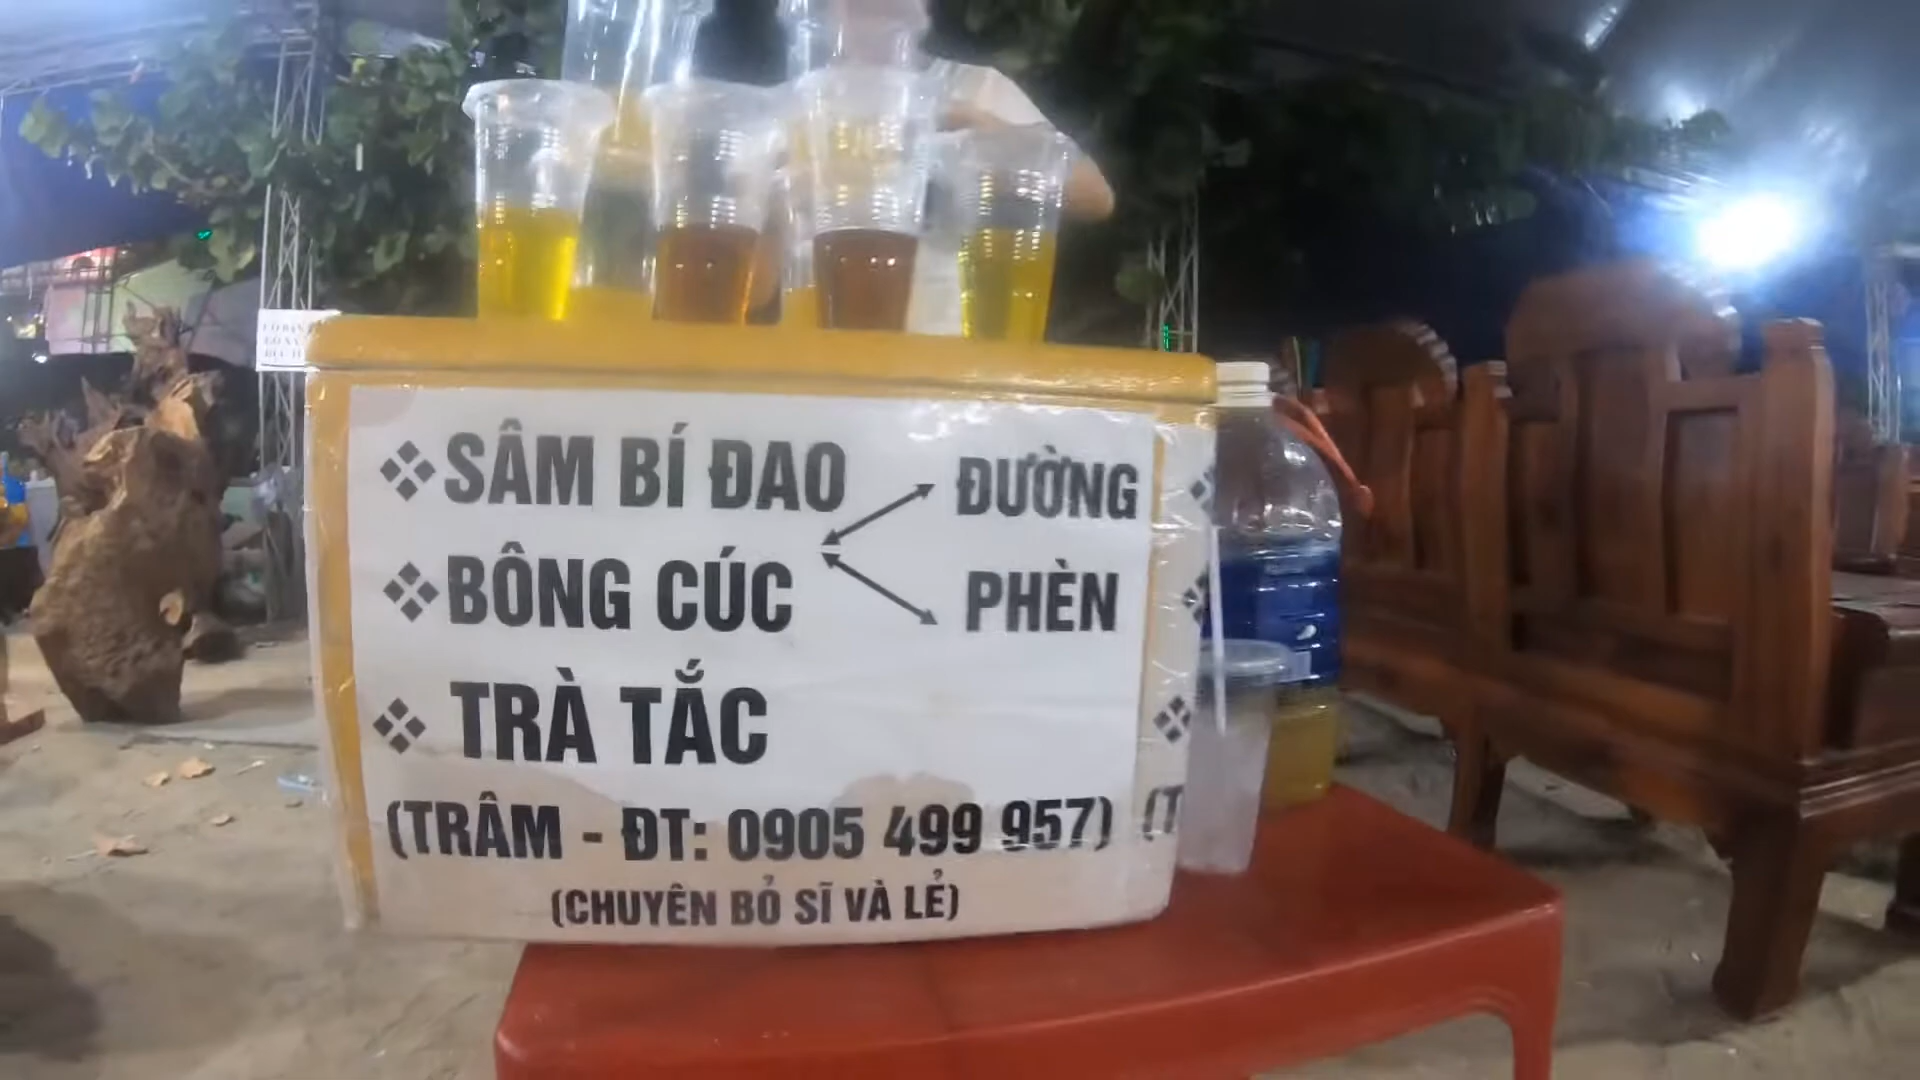 SÂM BÍ ĐAO
ĐƯỜNG
BÔNG CÚC
PHÈN
TRÀ TẮC
(TRÂM - ĐT: 0905 499 957)
(T
(CHUYÊN BỎ SĨ VÀ LẺ)